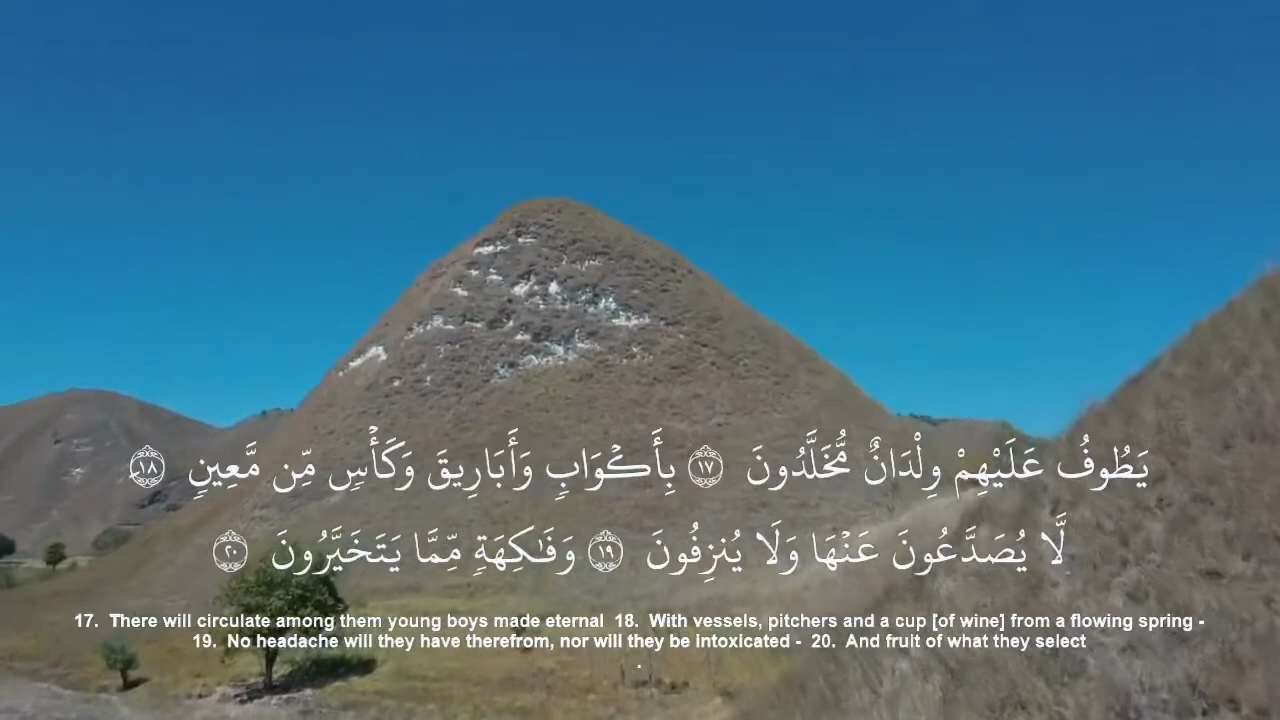 يَطُوفُ عَلَيْهِمْ وِلْدَانٌ مُّخَلَّدُونَ ١٧ بِأَكْوَابٍ وَأَبَارِيقَ وَكَأْسٍ مِّن مَّعِينٍ ١٨
لَّا يُصَدَّعُونَ عَنْهَا وَلَا يُنزِفُونَ ١٩ وَفَـٰكِهَةٍ مِّمَّا يَتَخَيَّرُونَ ٢٠
17. There will circulate among them young boys made eternal 18. With vessels, pitchers and a cup [of wine] from a flowing spring -
19. No headache will they have therefrom, nor will they be intoxicated - 20. And fruit of what they select
.